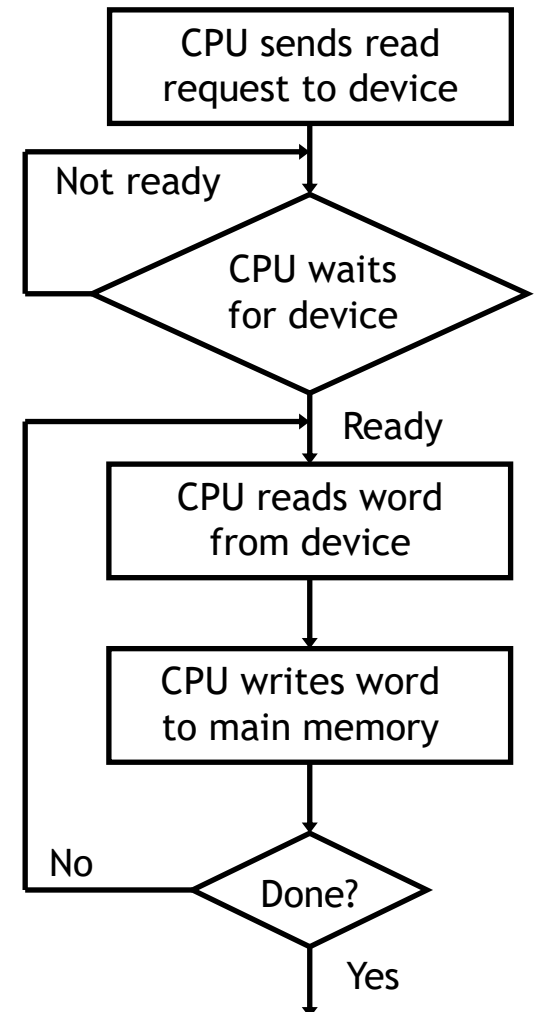 CPU sends read
request to device
Not ready
CPU waits
for device
Ready
CPU reads word
from device
CPU writes word
to main memory
No
Done?
Yes